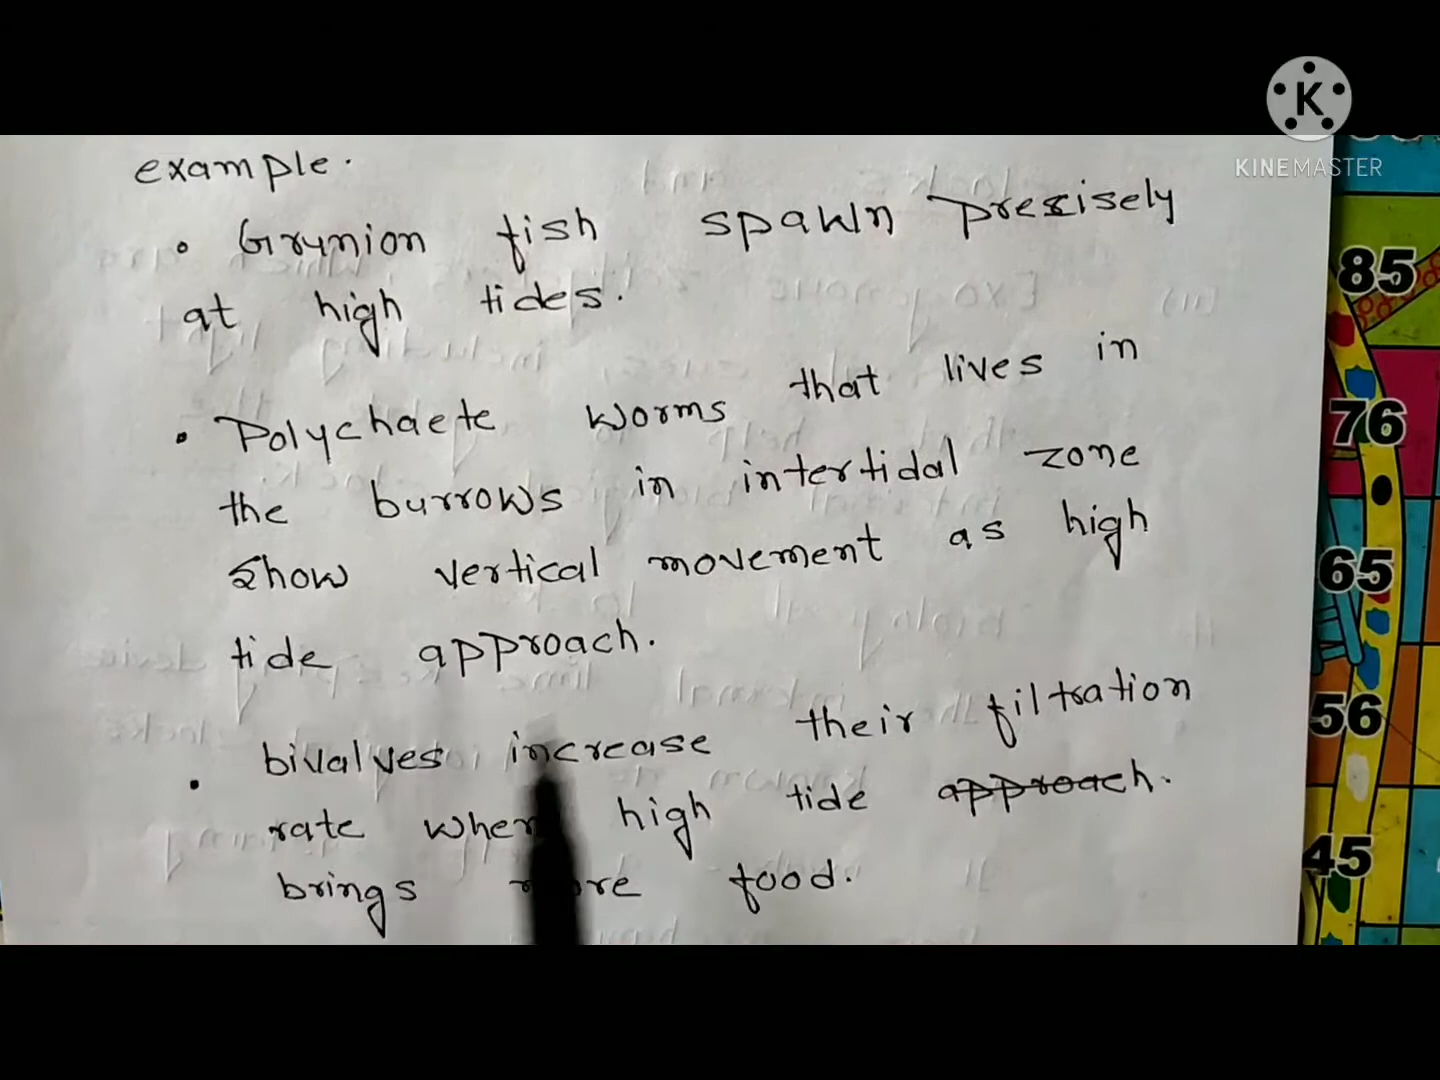 K
KINEMASTER
example.
• Grunion fish spawn precisely
at high tides.
• Polychaete worms that lives in
the burrows in intertidal zone
show vertical movement as high
tide approach.
• bivalves increase their filtration
rate when high tide approach.
brings more food.
85
76
65
56
45